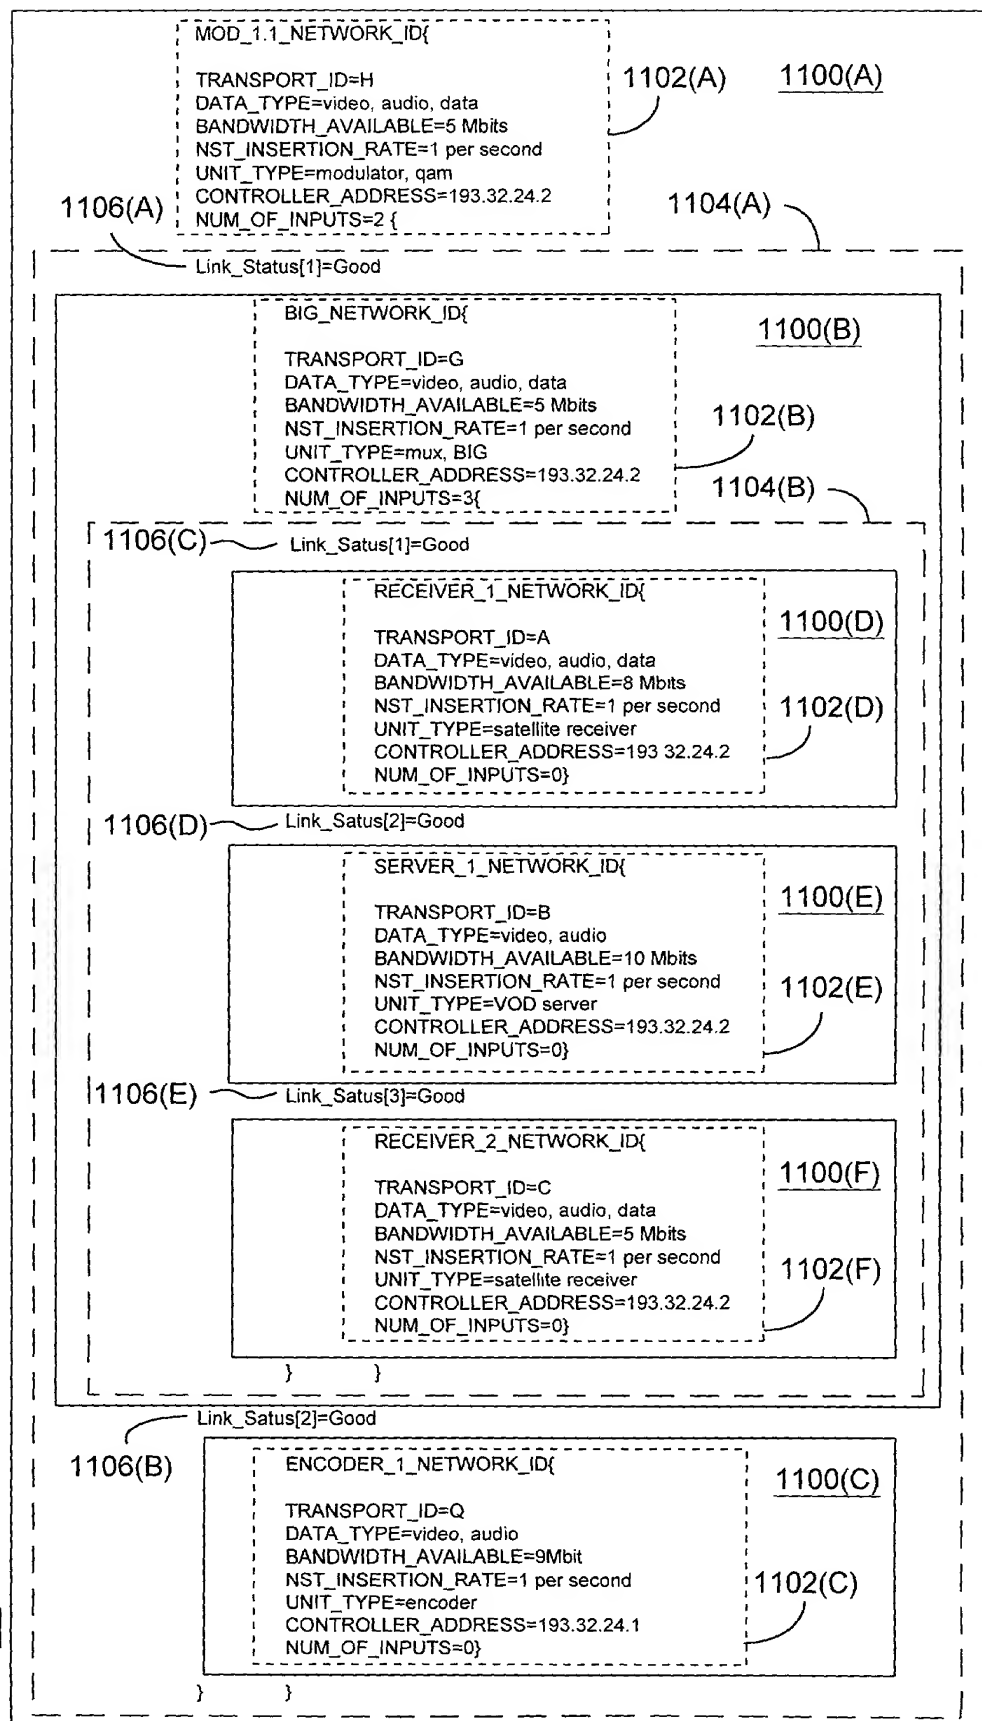 MOD_1.1_NETWORK_ID{
1102(A)
1100(A)
TRANSPORT_ID=H
DATA_TYPE=video, audio, data
BANDWIDTH_AVAILABLE=5 Mbits
NST_INSERTION_RATE=1 per second
UNIT_TYPE=modulator, qam
CONTROLLER_ADDRESS=193.32.24.2
NUM_OF_INPUTS=2 {
1106(A)
1104(A)
Link_Status[1]=Good
BIG_NETWORK_ID{
1100(B)
TRANSPORT_ID=G
DATA_TYPE=video, audio, data
BANDWIDTH_AVAILABLE=5 Mbits
NST_INSERTION_RATE=1 per second
UNIT_TYPE=mux, BIG
CONTROLLER_ADDRESS=193.32.24.2
NUM_OF_INPUTS=3{
1102(B)
1104(B)
1106(C)
Link_Satus[1]=Good
RECEIVER_1_NETWORK_ID{
1100(D)
TRANSPORT_ID=A
DATA_TYPE=video, audio, data
BANDWIDTH_AVAILABLE=8 Mbits
NST_INSERTION_RATE=1 per second
UNIT_TYPE=satellite receiver
CONTROLLER_ADDRESS=193 32.24.2
NUM_OF_INPUTS=0}
1102(D)
1106(D)
Link_Satus[2]=Good
SERVER_1_NETWORK_ID{
1100(E)
TRANSPORT_ID=B
DATA_TYPE=video, audio
BANDWIDTH_AVAILABLE=10 Mbits
NST_INSERTION_RATE=1 per second
UNIT_TYPE=VOD server
CONTROLLER_ADDRESS=193.32.24.2
NUM_OF_INPUTS=0}
1102(E)
1106(E)
Link_Satus[3]=Good
RECEIVER_2_NETWORK_ID{
1100(F)
TRANSPORT_ID=C
DATA_TYPE=video, audio, data
BANDWIDTH_AVAILABLE=5 Mbits
NST_INSERTION_RATE=1 per second
UNIT_TYPE=satellite receiver
CONTROLLER_ADDRESS=193.32.24.2
NUM_OF_INPUTS=0}
1102(F)
} }
Link_Satus[2]=Good
1106(B)
ENCODER_1_NETWORK_ID{
1100(C)
TRANSPORT_ID=Q
DATA_TYPE=video, audio
BANDWIDTH_AVAILABLE=9Mbit
NST_INSERTION_RATE=1 per second
UNIT_TYPE=encoder
CONTROLLER_ADDRESS=193.32.24.1
NUM_OF_INPUTS=0}
1102(C)
} }